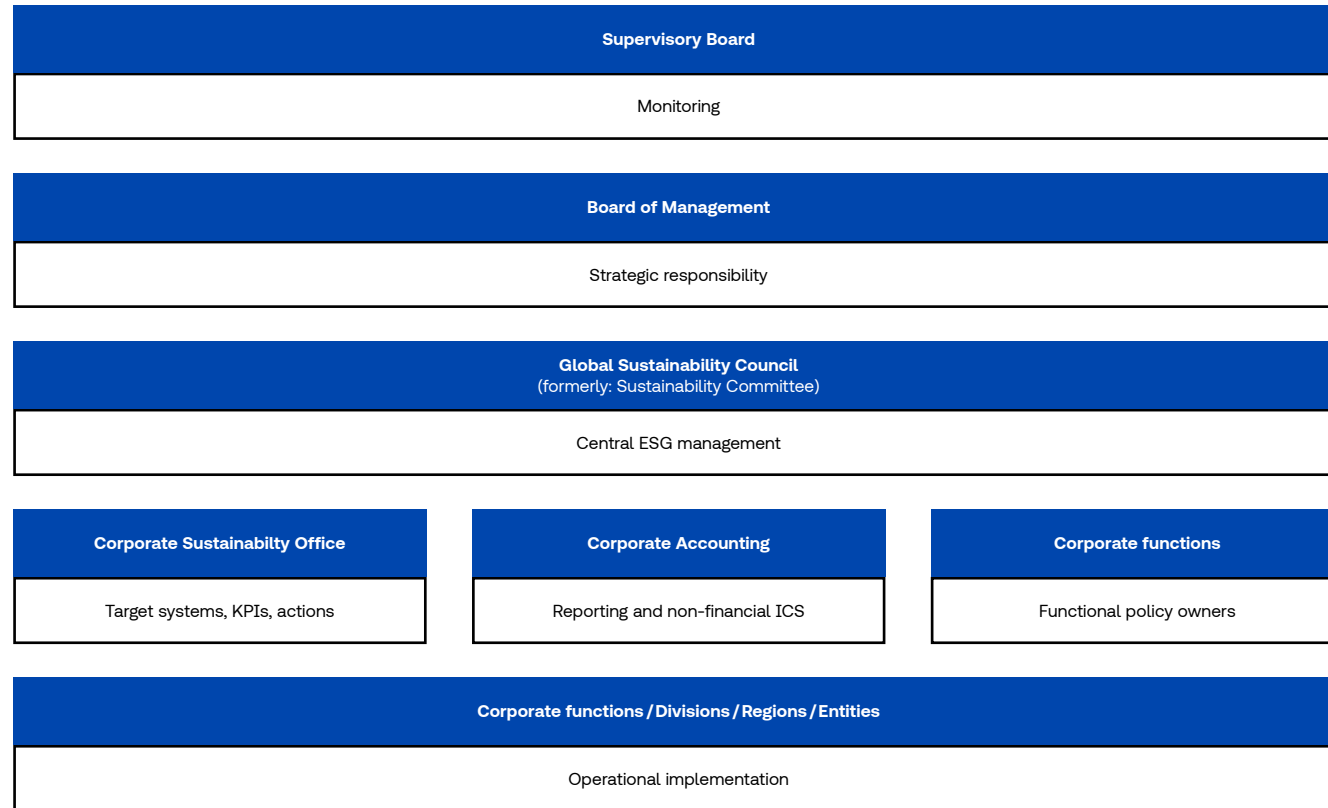 Supervisory Board
Monitoring
Board of Management
Strategic responsibility
Global Sustainability Council
(formerly: Sustainability Committee)
Central ESG management
Corporate Sustainabilty Office
Target systems, KPIs, actions
Corporate Accounting
Reporting and non-financial ICS
Corporate functions
Functional policy owners
Corporate functions/Divisions/Regions/Entities
Operational implementation